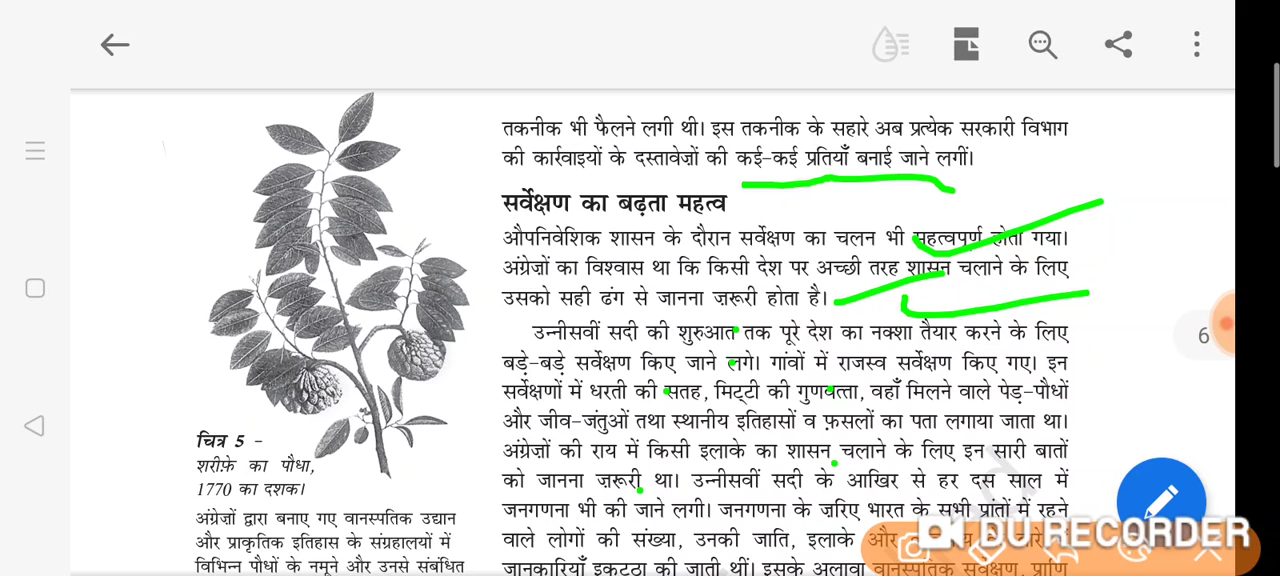 तकनीक भी फैलने लगी थी। इस तकनीक के सहारे अब प्रत्येक सरकारी विभाग
की कार्रवाइयों के दस्तावेज़ों की कई-कई प्रतियाँ बनाई जाने लगीं।
सर्वेक्षण का बढ़ता महत्व
औपनिवेशिक शासन के दौरान सर्वेक्षण का चलन भी महत्वपूर्ण होता गया।
अंग्रेजों का विश्वास था कि किसी देश पर अच्छी तरह शासन चलाने के लिए
उसको सही ढंग से जानना ज़रूरी होता है।
उन्नीसवीं सदी की शुरुआत तक पूरे देश का नक्शा तैयार करने के लिए
बड़े-बड़े सर्वेक्षण किए जाने लगे। गांवों में राजस्व सर्वेक्षण किए गए। इन
सर्वेक्षणों में धरती की सतह, मिट्टी की गुणवत्ता, वहाँ मिलने वाले पेड़-पौधों
और जीव-जंतुओं तथा स्थानीय इतिहासों व फ़सलों का पता लगाया जाता था।
अंग्रेजों की राय में किसी इलाके का शासन चलाने के लिए इन सारी बातों
को जानना ज़रूरी था। उन्नीसवीं सदी के आखिर से हर दस साल में
जनगणना भी की जाने लगी। जनगणना के ज़रिए भारत के सभी प्रांतों में रहने
वाले लोगों की संख्या, उनकी जाति, इलाके और
जानकारियाँ इकट्ठा की जाती थीं। इसके अलावा वानस्पतिक सर्वेक्षण, प्राणि
चित्र 5 –
शरीफ़े का पौधा,
1770 का दशक।
अंग्रेजों द्वारा बनाए गए वानस्पतिक उद्यान
और प्राकृतिक इतिहास के संग्रहालयों में
विभिन्न पौधों के नमूने और उनसे संबंधित
6
DU RECORDER